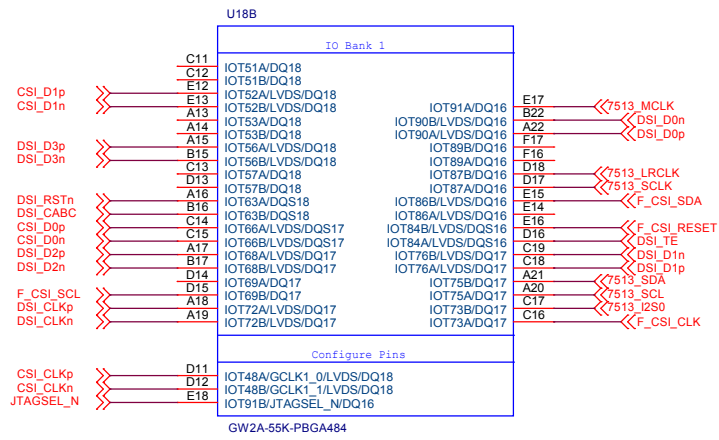 U18B
IO Bank 1
C11 IOT51A/DQ18
C12 IOT51B/DQ18
CSI_D1p E12 IOT52A/LVDS/DQ18
CSI_D1n E13 IOT52B/LVDS/DQ18 IOT91A/DQ16 E17 7513_MCLK
A13 IOT53A/DQ18 IOT90B/LVDS/DQ16 B22 DSI_D0n
A14 IOT53B/DQ18 IOT90A/LVDS/DQ16 A22 DSI_D0p
DSI_D3p A15 IOT56A/LVDS/DQ18 IOT89B/DQ16 F17
DSI_D3n B15 IOT56B/LVDS/DQ18 IOT89A/DQ16 F16
C13 IOT57A/DQ18 IOT87B/DQ16 D18 7513_LRCLK
D13 IOT57B/DQ18 IOT87A/DQ16 D17 7513_SCLK
DSI_RSTn A16 IOT63A/DQS18 IOT86B/LVDS/DQ16 E15 F_CSI_SDA
DSI_CABC B16 IOT63B/DQS18 IOT86A/LVDS/DQ16 E14
CSI_D0p C14 IOT66A/LVDS/DQS17 IOT84B/LVDS/DQS16 E16 F_CSI_RESET
CSI_D0n C15 IOT66B/LVDS/DQS17 IOT84A/LVDS/DQS16 D16 DSI_TE
DSI_D2p A17 IOT68A/LVDS/DQ17 IOT76B/LVDS/DQ17 C19 DSI_D1n
DSI_D2n B17 IOT68B/LVDS/DQ17 IOT76A/LVDS/DQ17 C18 DSI_D1p
D14 IOT69A/DQ17 IOT75B/DQ17 A21 7513_SDA
F_CSI_SCL D15 IOT69B/DQ17 IOT75A/DQ17 A20 7513_SCL
DSI_CLKp A18 IOT72A/LVDS/DQ17 IOT73B/DQ17 C17 7513_I2S0
DSI_CLKn A19 IOT72B/LVDS/DQ17 IOT73A/DQ17 C16 F_CSI_CLK
Configure Pins
CSI_CLKp D11 IOT48A/GCLK1_0/LVDS/DQ18
CSI_CLKn D12 IOT48B/GCLK1_1/LVDS/DQ18
JTAGSEL_N E18 IOT91B/JTAGSEL_N/DQ16
GW2A-55K-PBGA484